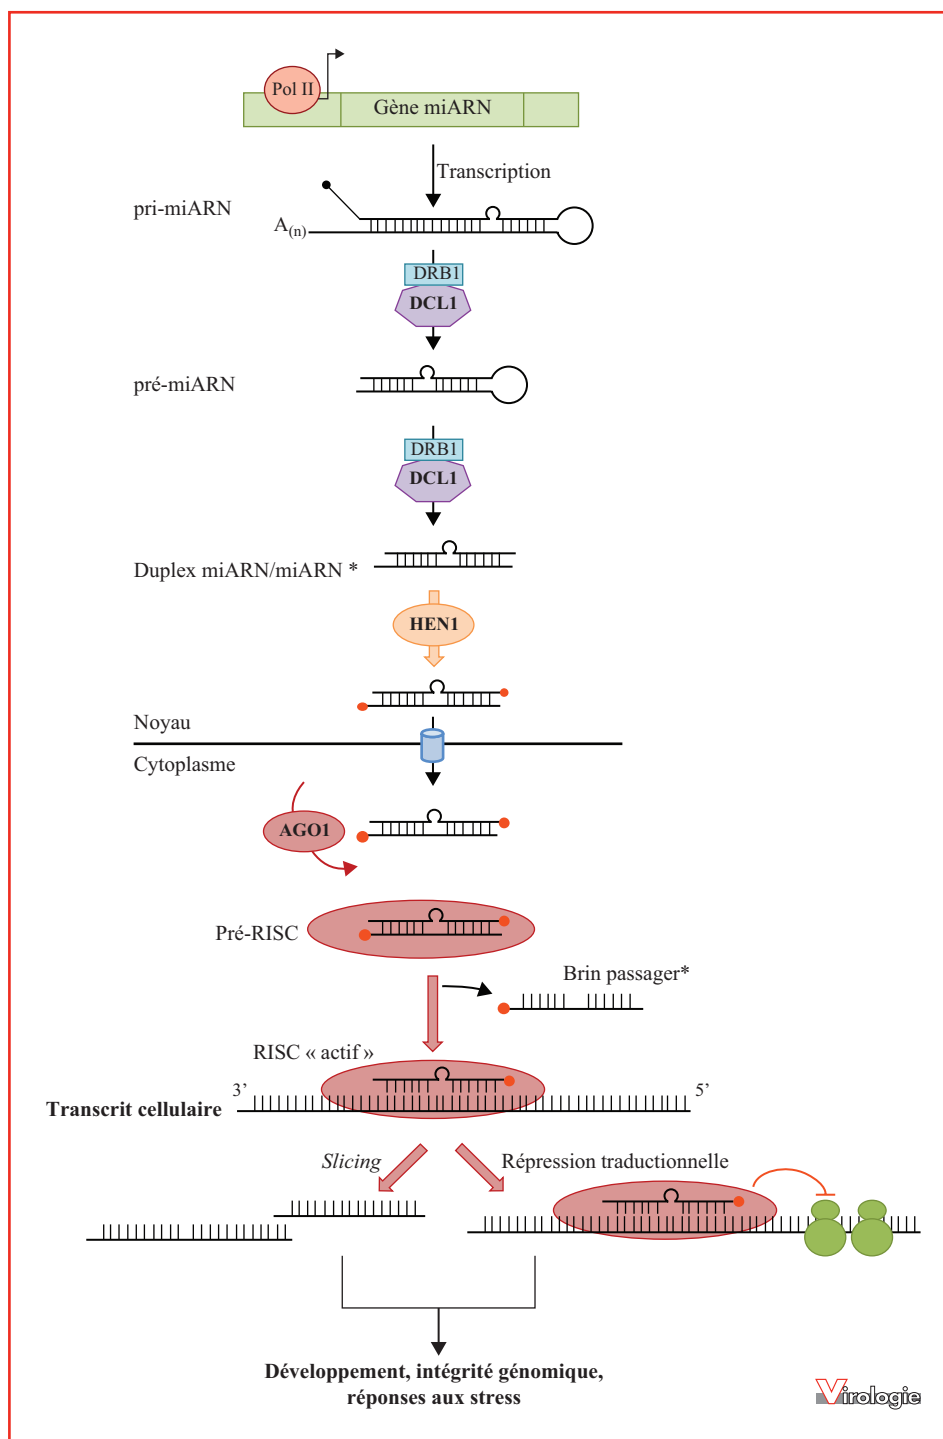 Pol II
Gène miARN
Transcription
pri-miARN
A(n)
DRB1
DCL1
pré-miARN
DRB1
DCL1
Duplex miARN/miARN *
HEN1
Noyau
Cytoplasme
AGO1
Pré-RISC
Brin passager*
RISC « actif »
3’ 5’
Transcrit cellulaire
Slicing
Répression traductionnelle
Développement, intégrité génomique,
réponses aux stress
Virologie